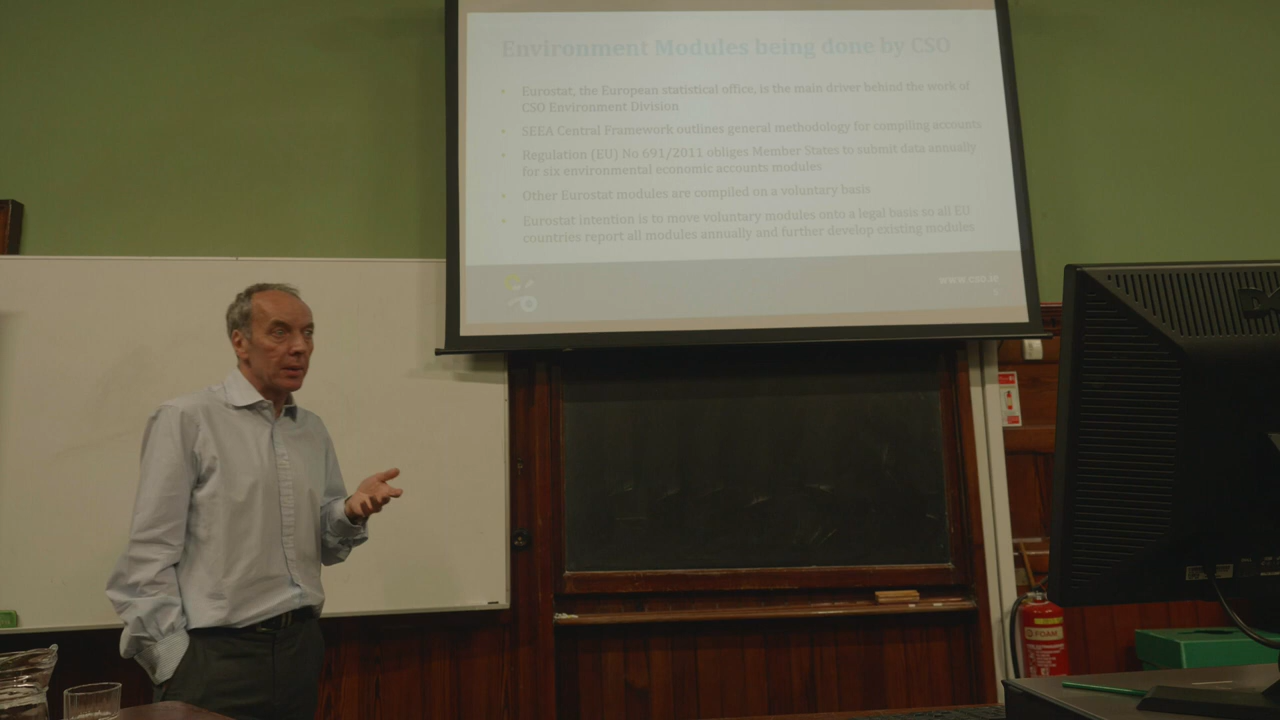 Environment Modules being done by CSO
• Eurostat, the European statistical office, is the main driver behind the work of
CSO Environment Division
• SEEA Central Framework outlines general methodology for compiling accounts
• Regulation (EU) No 691/2011 obliges Member States to submit data annually
for six environmental economic accounts modules
• Other Eurostat modules are compiled on a voluntary basis
• Eurostat intention is to move voluntary modules onto a legal basis so all EU
countries report all modules annually and further develop existing modules
www.cso.ie
FOAM